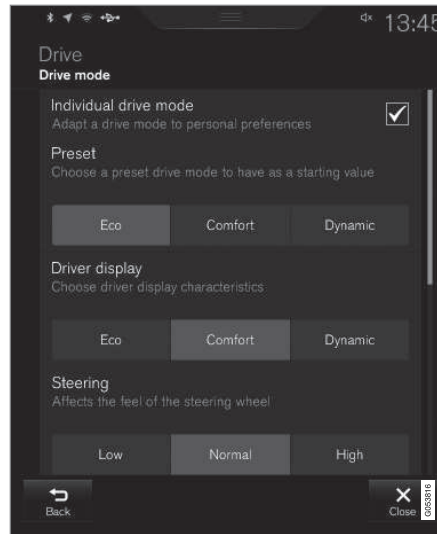 13:45
Drive
Drive mode
Individual drive mode
Adapt a drive mode to personal preferences
Preset
Choose a preset drive mode to have as a starting value
Eco Comfort Dynamic
Driver display
Choose driver display characteristics
Eco Comfort Dynamic
Steering
Affects the feel of the steering wheel
Low Normal High
Back
Close
G053816